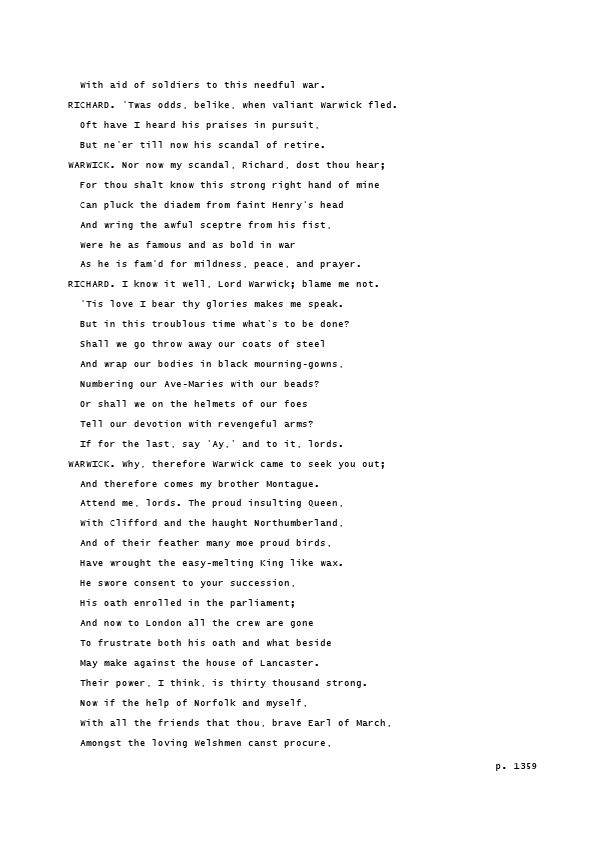 With aid of soldiers to this needful war.
RICHARD. 'Twas odds, belike, when valiant Warwick fled.
Oft have I heard his praises in pursuit,
But ne'er till now his scandal of retire.
WARWICK. Nor now my scandal, Richard, dost thou hear;
For thou shalt know this strong right hand of mine
Can pluck the diadem from faint Henry's head
And wring the awful sceptre from his fist,
Were he as famous and as bold in war
As he is fam'd for mildness, peace, and prayer.
RICHARD. I know it well, Lord Warwick; blame me not.
'Tis love I bear thy glories makes me speak.
But in this troublous time what's to be done?
Shall we go throw away our coats of steel
And wrap our bodies in black mourning-gowns,
Numbering our Ave-Maries with our beads?
Or shall we on the helmets of our foes
Tell our devotion with revengeful arms?
If for the last, say 'Ay,' and to it, lords.
WARWICK. Why, therefore Warwick came to seek you out;
And therefore comes my brother Montague.
Attend me, lords. The proud insulting Queen,
With Clifford and the haught Northumberland,
And of their feather many moe proud birds,
Have wrought the easy-melting King like wax.
He swore consent to your succession,
His oath enrolled in the parliament;
And now to London all the crew are gone
To frustrate both his oath and what beside
May make against the house of Lancaster.
Their power, I think, is thirty thousand strong.
Now if the help of Norfolk and myself,
With all the friends that thou, brave Earl of March,
Amongst the loving Welshmen canst procure,
p. 1359